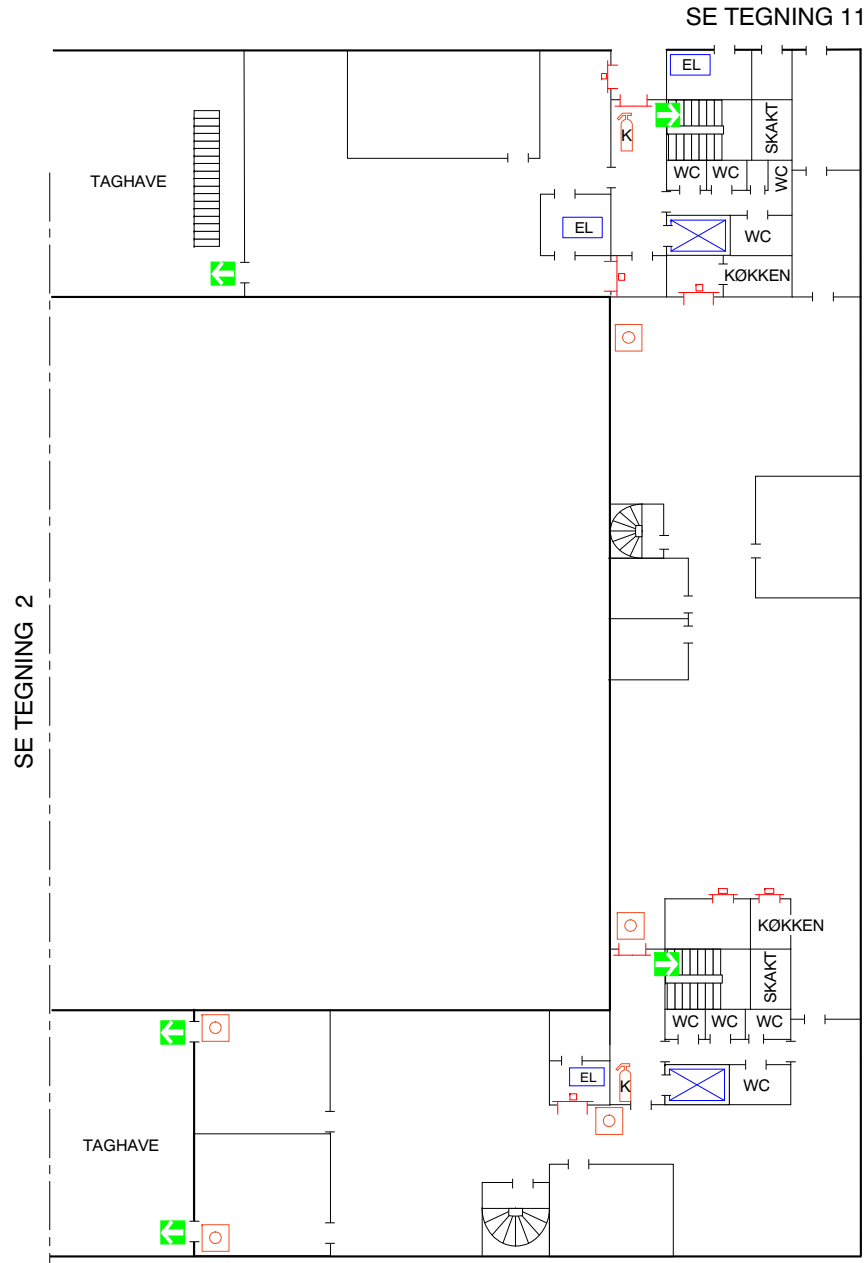 SE TEGNING 11
EL
K
SKAKT
TAGHAVE
WC
WC
WC
EL
WC
KØKKEN
SE TEGNING 2
KØKKEN
SKAKT
WC
WC
WC
EL
K
WC
TAGHAVE